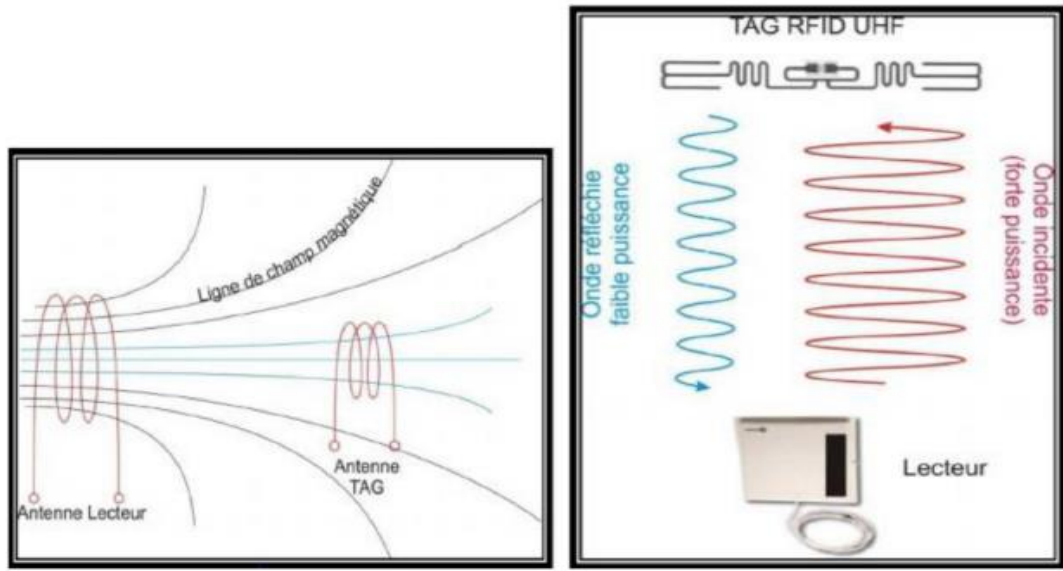 Ligne de champ magnétique
Antenne
TAG
Antenne Lecteur
TAG RFID UHF
Onde réfléchie
faible puissance
Onde incidente
(forte puissance)
Lecteur